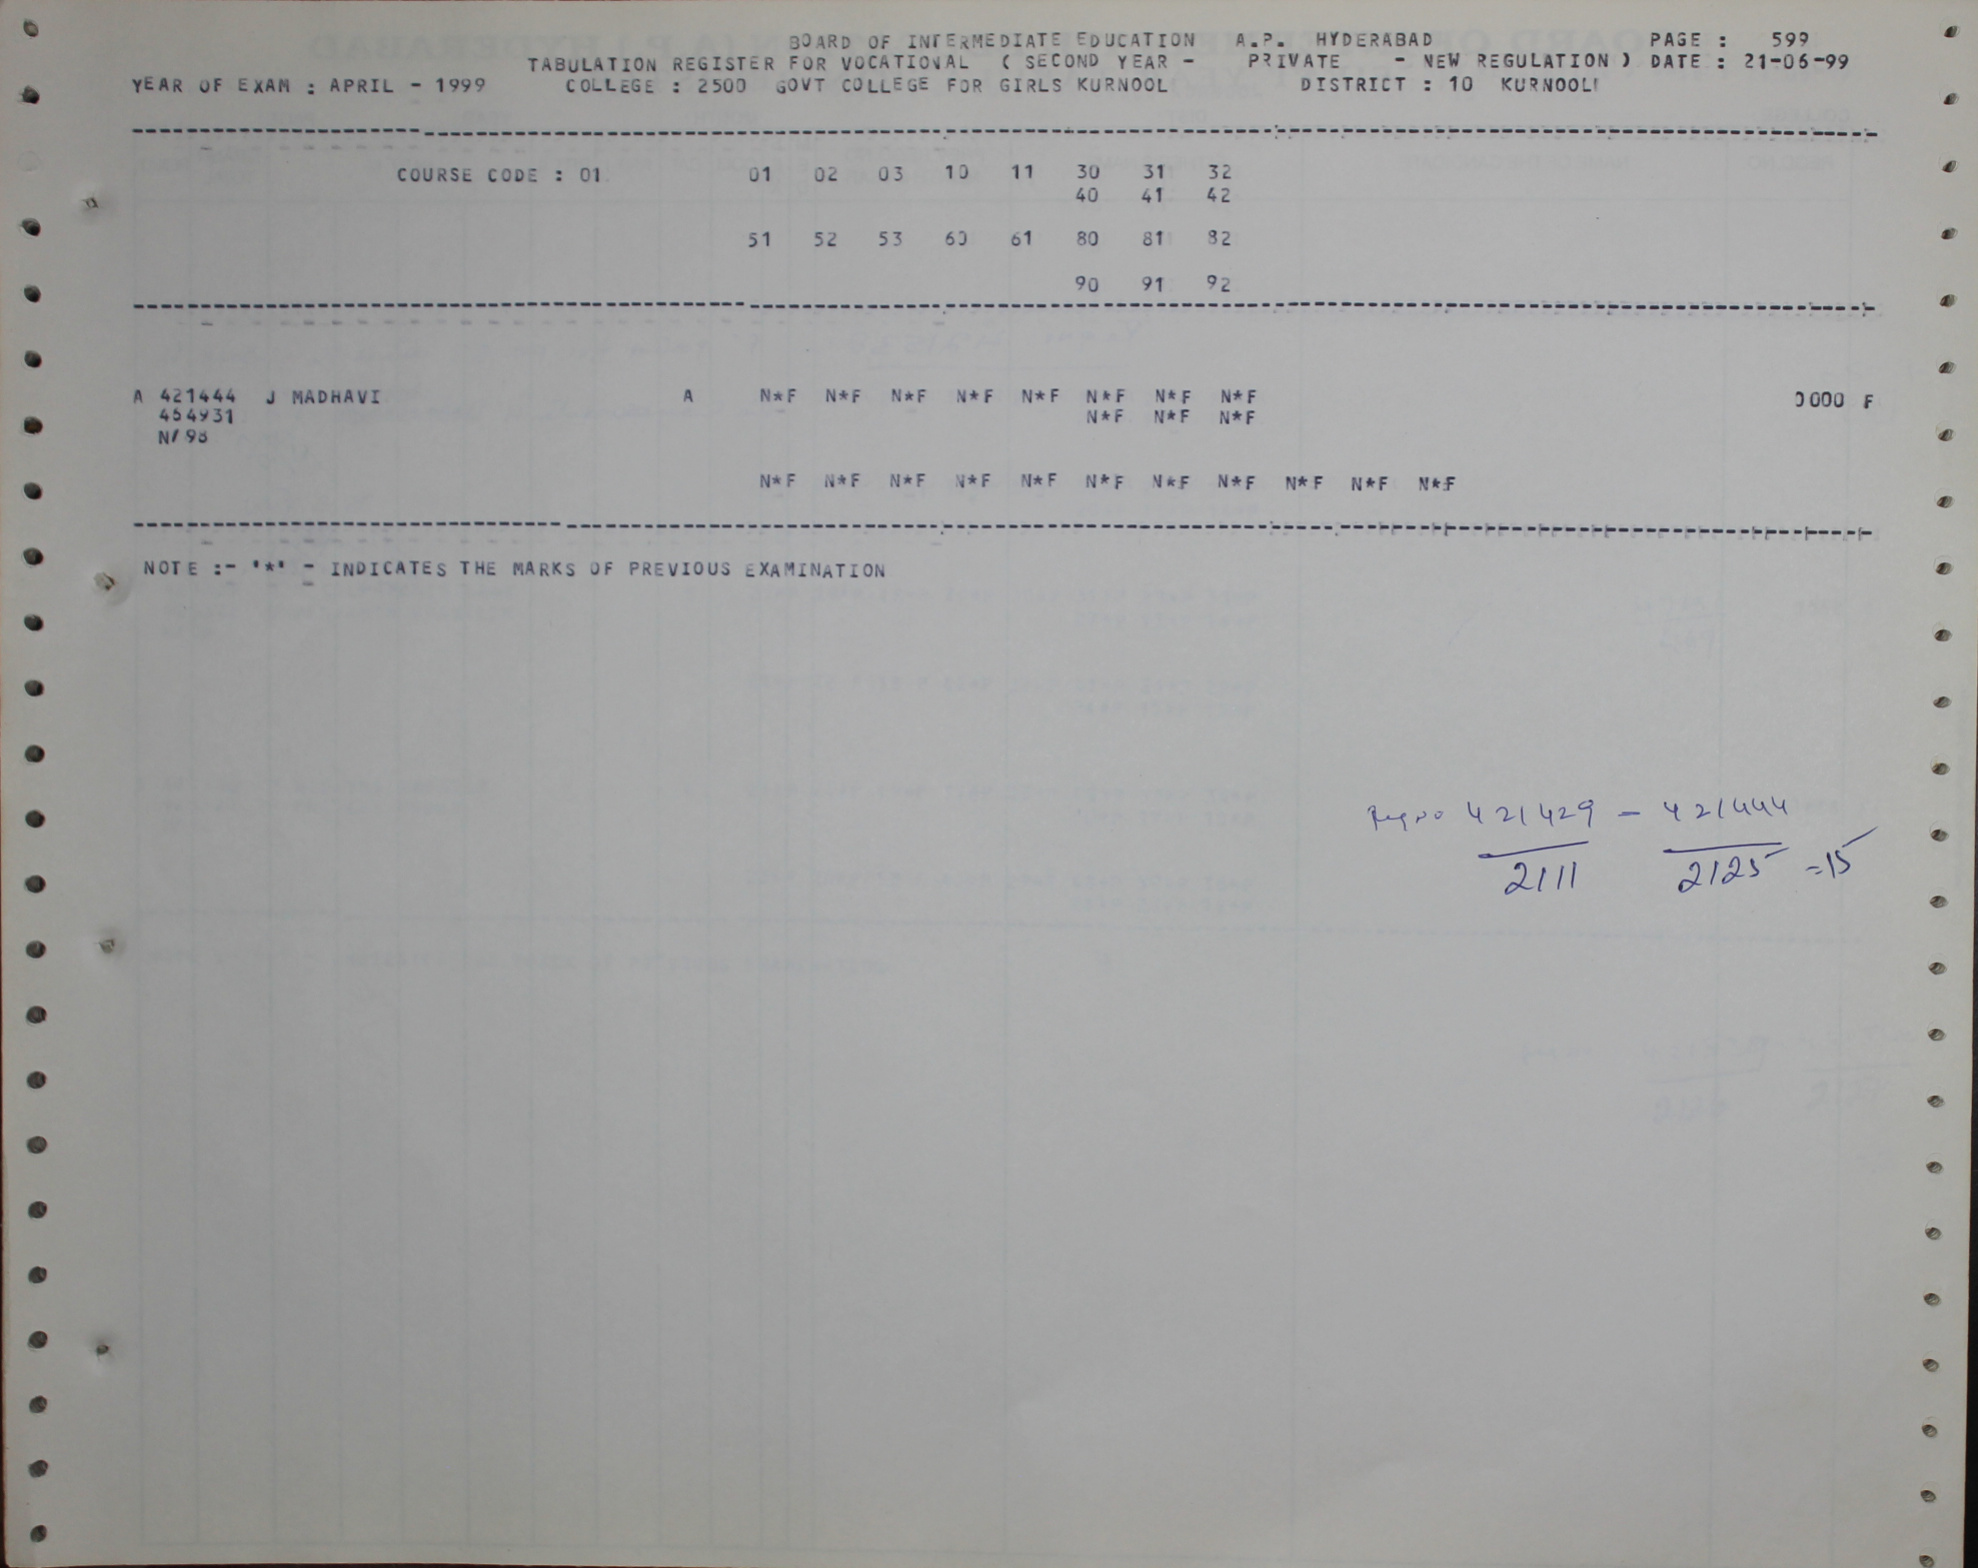 BOARD OF INTERMEDIATE EDUCATION A.P. HYDERABAD PAGE : 599
TABULATION REGISTER FOR VOCATIONAL ( SECOND YEAR - PRIVATE - NEW REGULATION ) DATE : 21-06-99
YEAR OF EXAM : APRIL - 1999 COLLEGE : 2500 GOVT COLLEGE FOR GIRLS KURNOOL DISTRICT : 10 KURNOOL
COURSE CODE : 01 01 02 03 10 11 30 31 32
40 41 42
51 52 53 60 61 80 81 82
90 91 92
A 421444 J MADHAVI A N*F N*F N*F N*F N*F N*F N*F N*F 0000 F
464931 N*F N*F N*F
N/98
N*F N*F N*F N*F N*F N*F N*F N*F N*F N*F N*F
NOTE :- '*' - INDICATES THE MARKS OF PREVIOUS EXAMINATION
Regno 421429 - 421444
2111 2125 =15